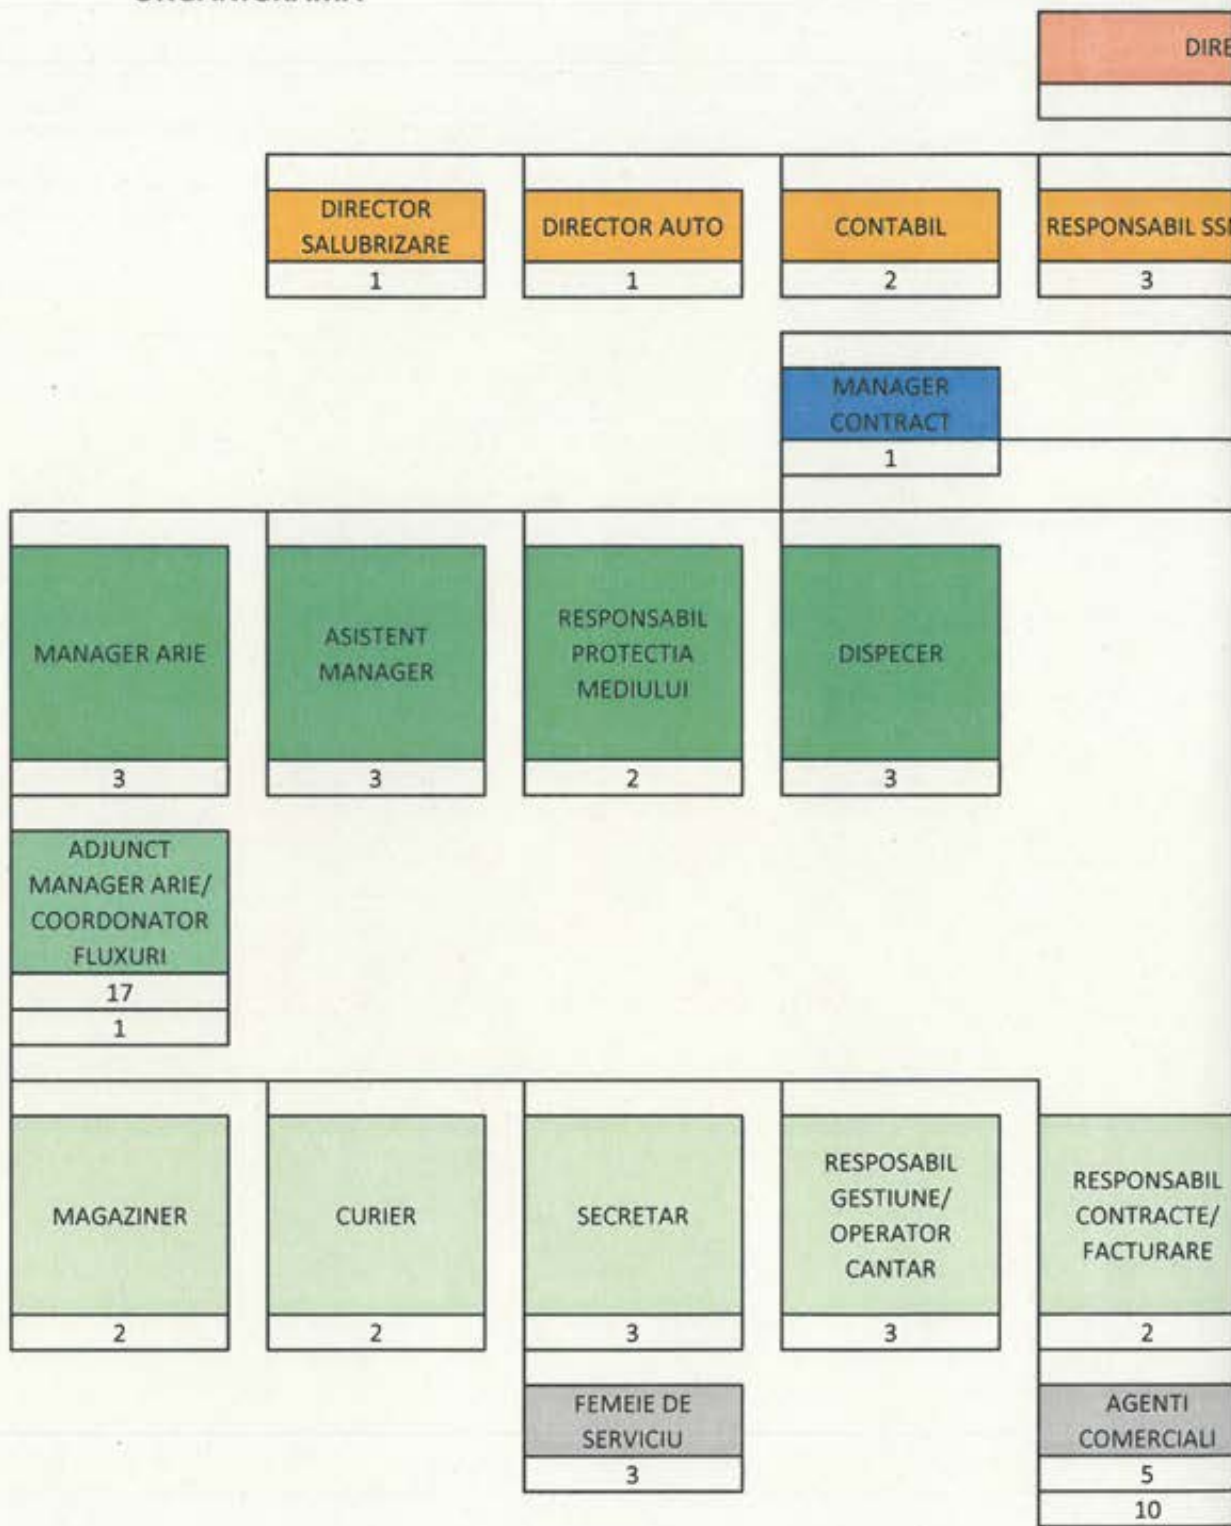 DIRE
DIRECTOR
SALUBRIZARE
1
DIRECTOR AUTO
1
CONTABIL
2
RESPONSABIL SSI
3
MANAGER
CONTRACT
1
MANAGER ARIE
3
ASISTENT
MANAGER
3
RESPONSABIL
PROTECTIA
MEDIULUI
2
DISPECER
3
ADJUNCT
MANAGER ARIE/
COORDONATOR
FLUXURI
17
1
MAGAZINER
2
CURIER
2
SECRETAR
3
RESPOSABIL
GESTIUNE/
OPERATOR
CANTAR
3
RESPONSABIL
CONTRACTE/
FACTURARE
2
FEMEIE DE
SERVICIU
3
AGENTI
COMERCIALI
5
10